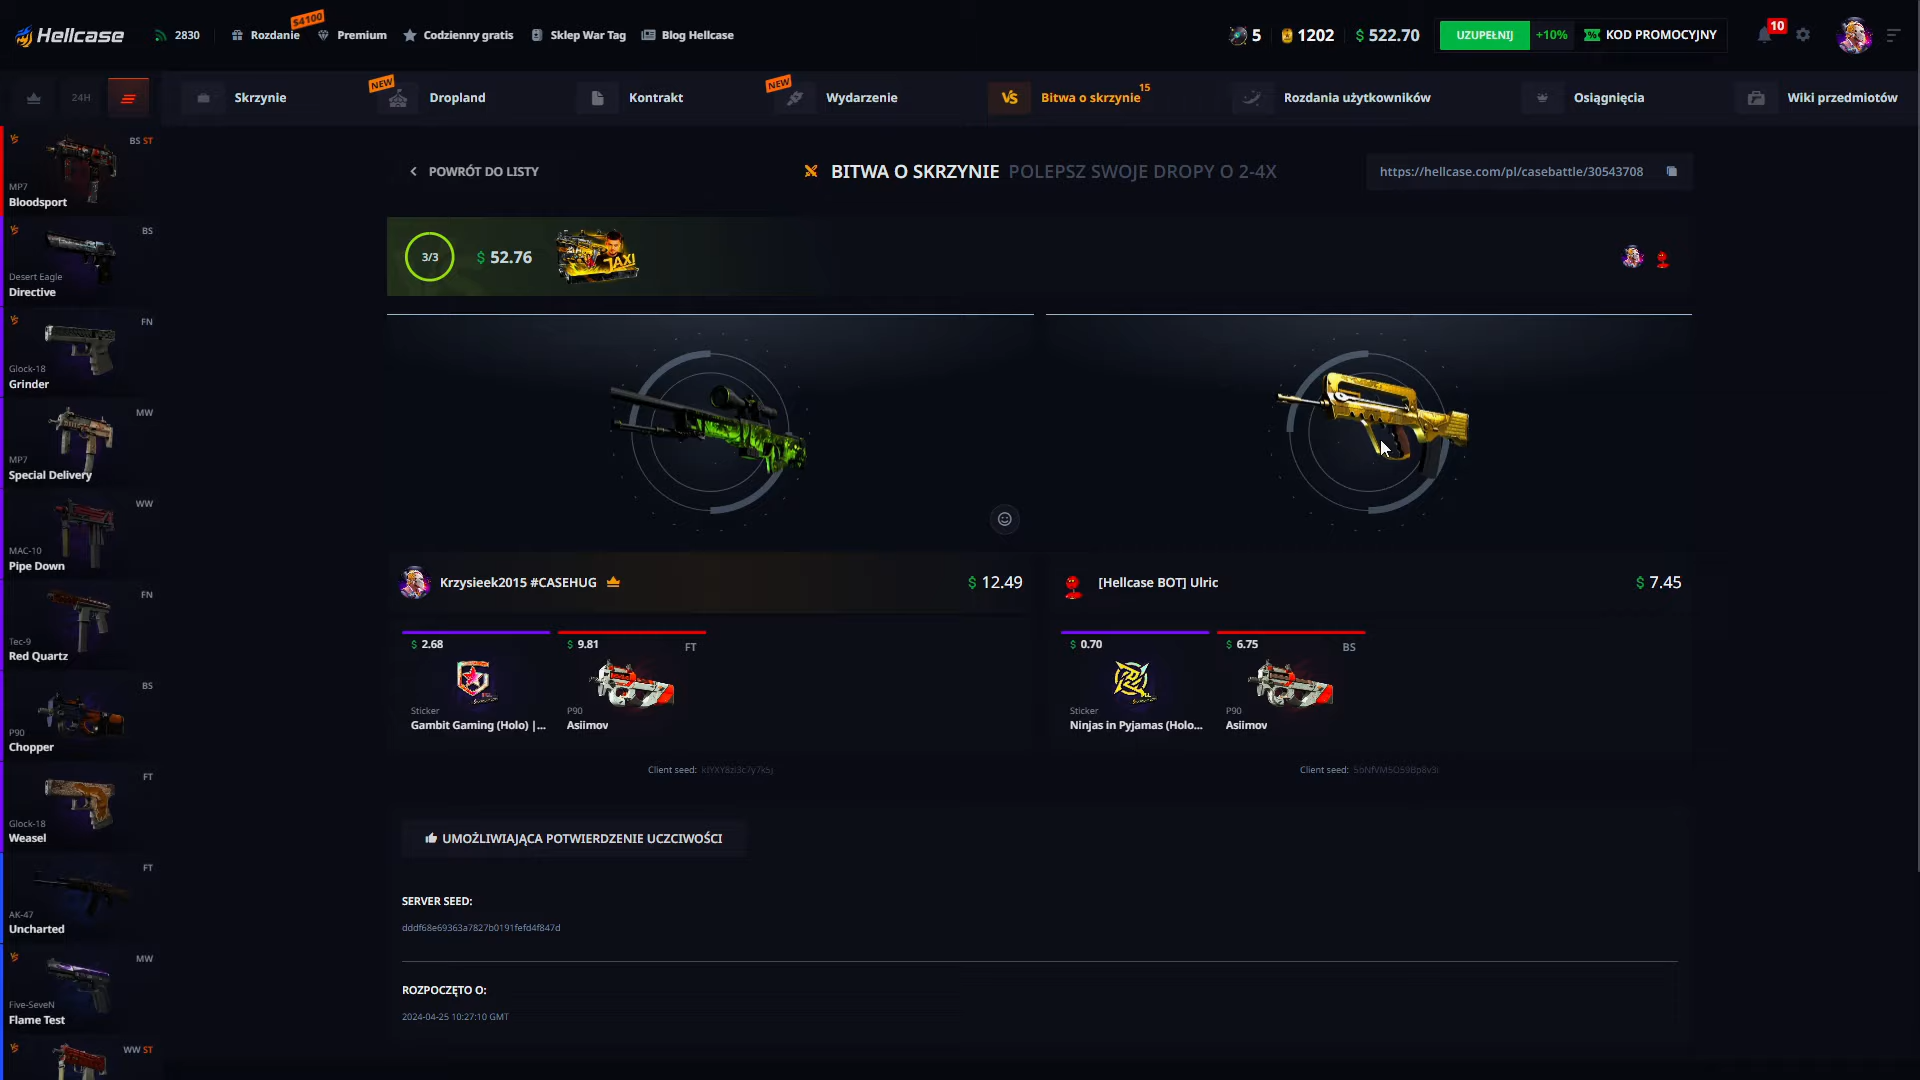 Hellcase
2830
$4100
Rozdanie
Premium
Codzienny gratis
Sklep War Tag
Blog Hellcase
5
1202
$ 522.70
UZUPEŁNIJ
+10%
KOD PROMOCYJNY
10
24H
Skrzynie
NEW
Dropland
Kontrakt
NEW
Wydarzenie
VS
Bitwa o skrzynie
15
Rozdania użytkowników
Osiągnięcia
Wiki przedmiotów
BS ST
MP7
Bloodsport
BS
Desert Eagle
Directive
FN
Glock-18
Grinder
MW
MP7
Special Delivery
WW
MAC-10
Pipe Down
FN
Tec-9
Red Quartz
BS
P90
Chopper
FT
Glock-18
Weasel
FT
AK-47
Uncharted
MW
Five-SeveN
Flame Test
WW ST
POWRÓT DO LISTY
BITWA O SKRZYNIE POLEPSZ SWOJE DROPY O 2-4X
https://hellcase.com/pl/casebattle/30543708
3/3
$ 52.76
TAXI
Krzysieek2015 #CASEHUG
$ 12.49
[Hellcase BOT] Ulric
$ 7.45
$ 2.68
Sticker
Gambit Gaming (Holo) |...
$ 9.81
FT
P90
Asiimov
$ 0.70
Sticker
Ninjas in Pyjamas (Holo...
$ 6.75
BS
P90
Asiimov
Client seed:
Client seed:
UMOŻLIWIAJĄCA POTWIERDZENIE UCZCIWOŚCI
SERVER SEED:
dddf68e69363a7827b0191fefd4f847d
ROZPOCZĘTO O:
2024-04-25 10:27:10 GMT